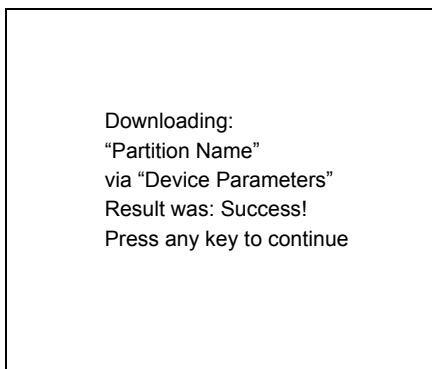 Downloading:
“Partition Name”
via “Device Parameters”
Result was: Success!
Press any key to continue